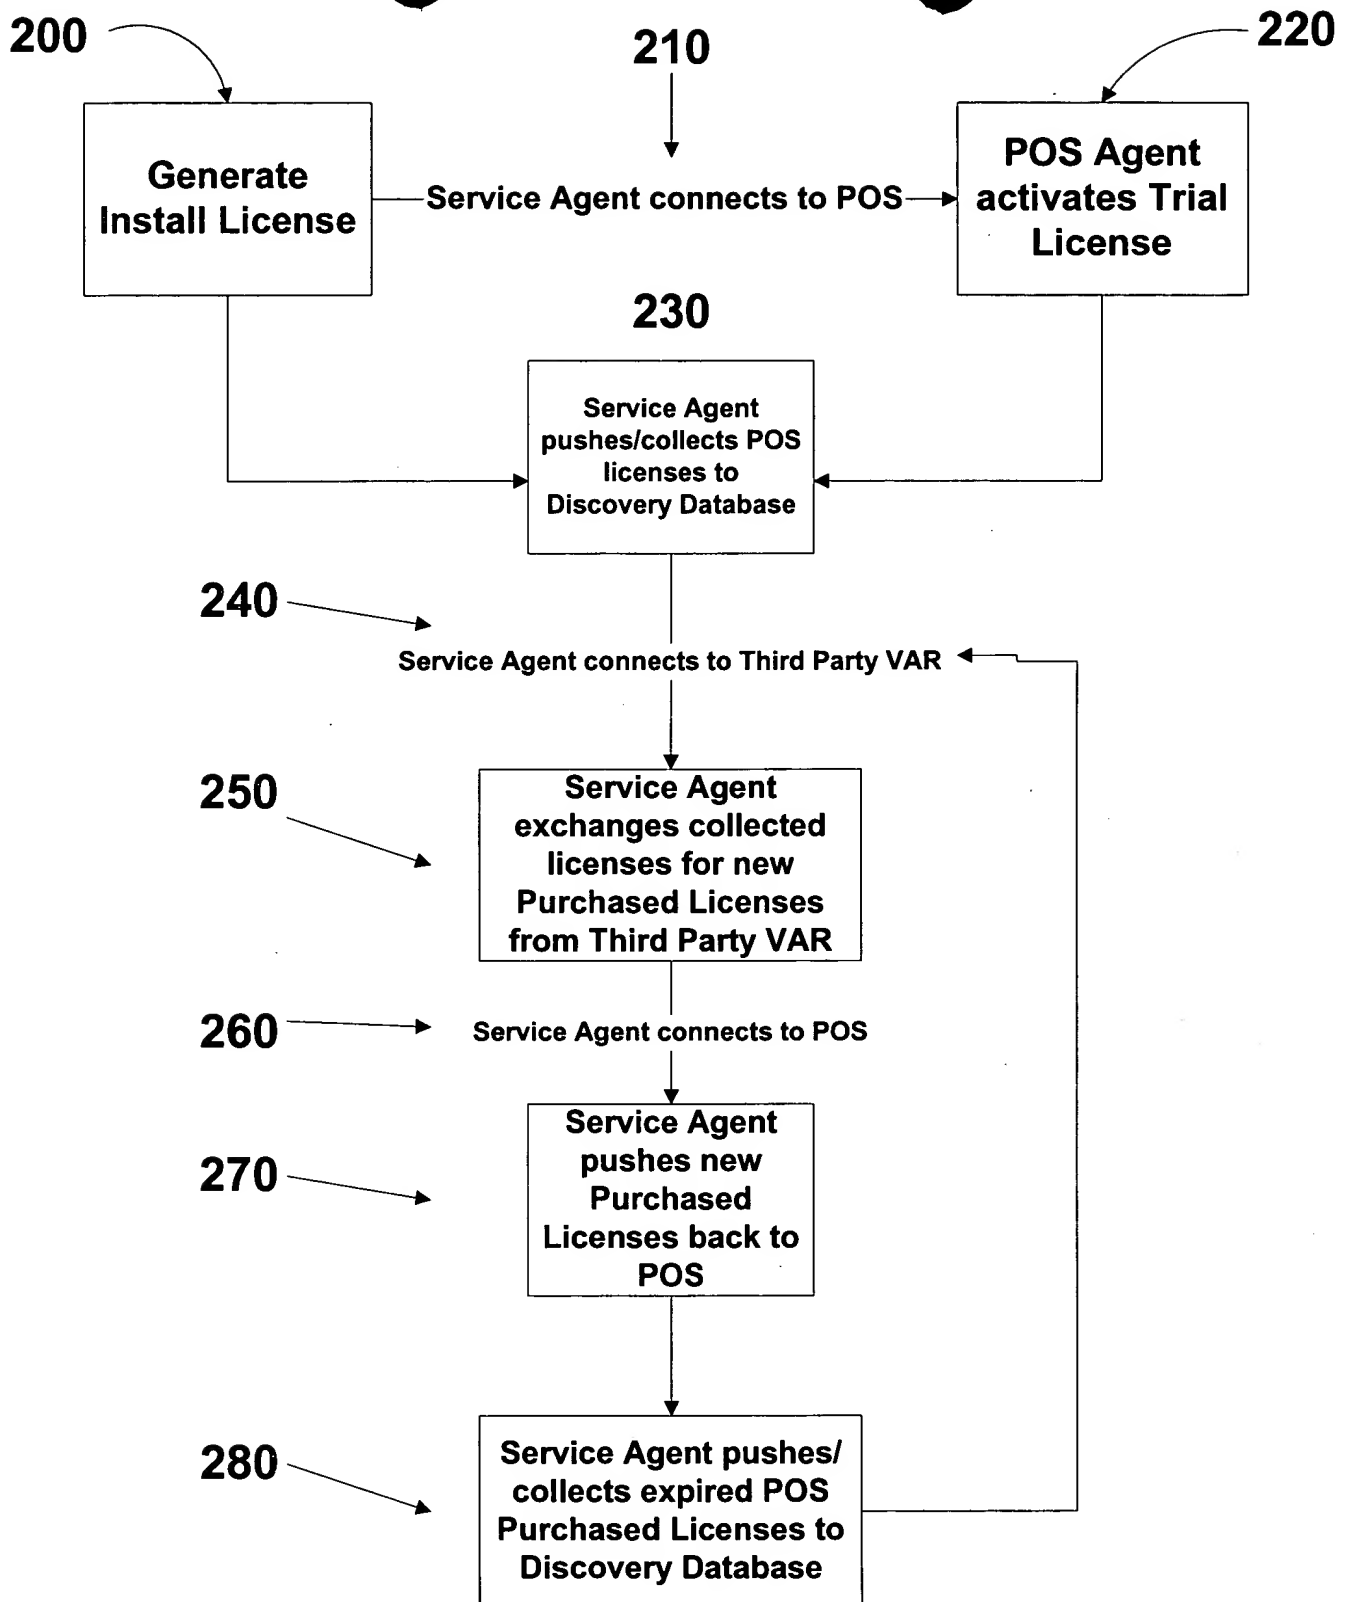 200
210
220
Generate
Install License
Service Agent connects to POS
POS Agent
activates Trial
License
230
Service Agent
pushes/collects POS
licenses to
Discovery Database
240
Service Agent connects to Third Party VAR
250
Service Agent
exchanges collected
licenses for new
Purchased Licenses
from Third Party VAR
260
Service Agent connects to POS
270
Service Agent
pushes new
Purchased
Licenses back to
POS
280
Service Agent pushes/
collects expired POS
Purchased Licenses to
Discovery Database